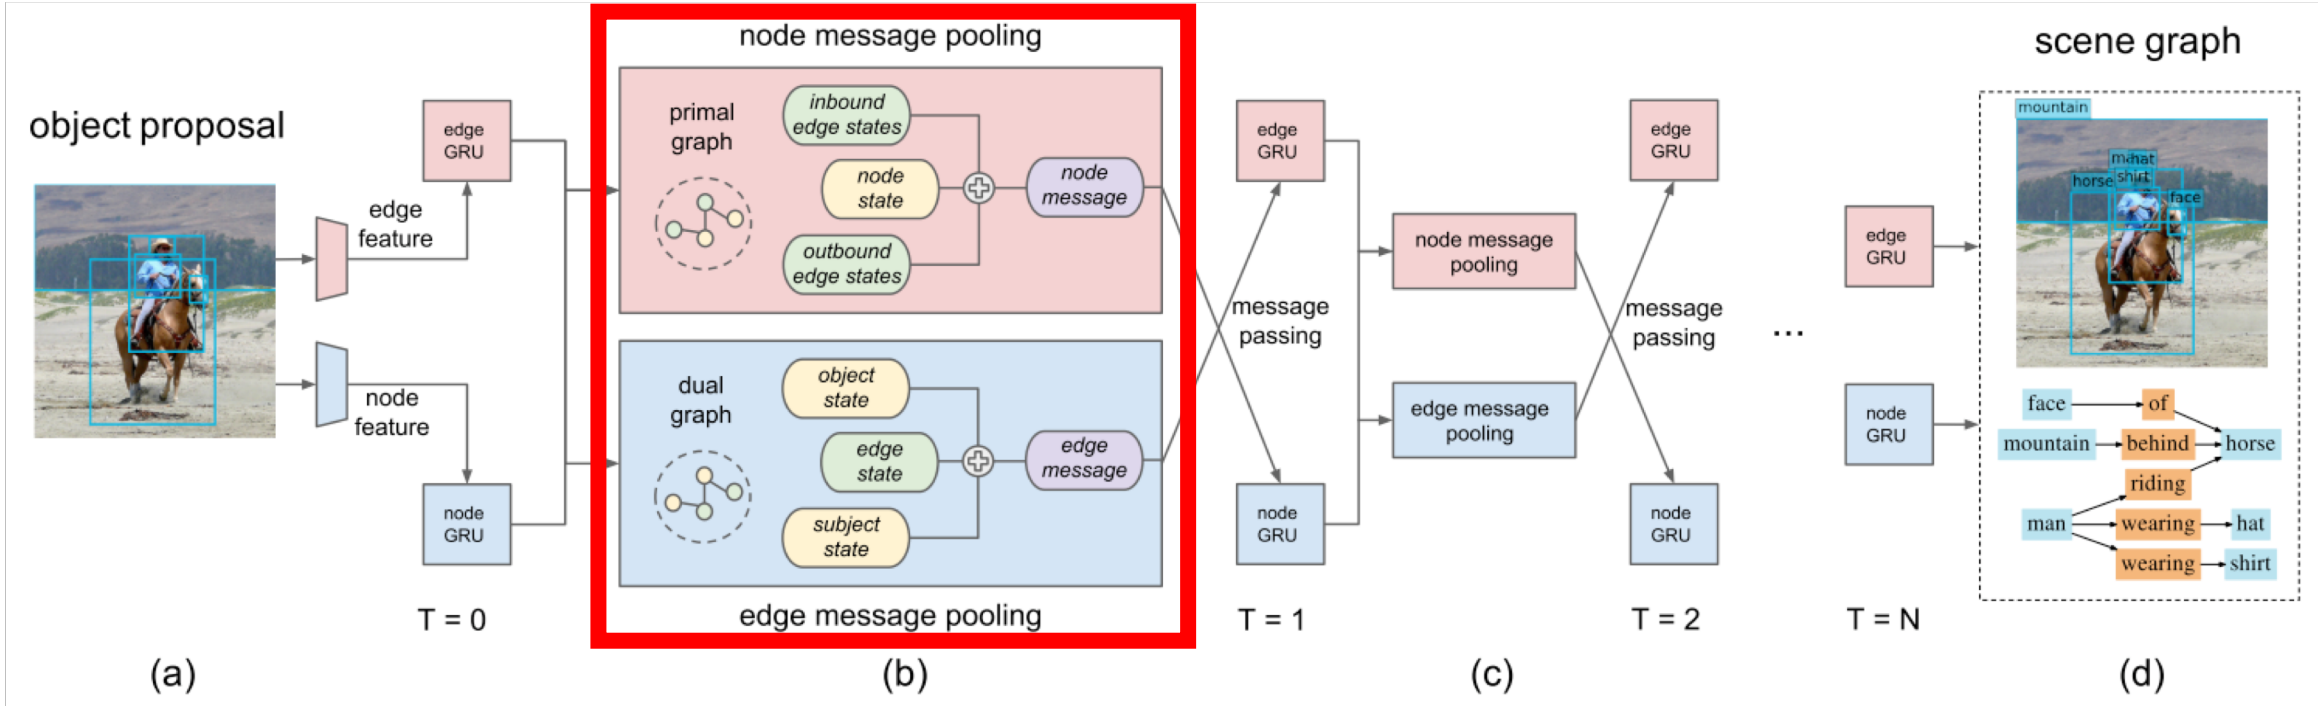 object proposal
edge
feature
node
feature
edge
GRU
node
GRU
T = 0
(a)
node message pooling
primal
graph
inbound
edge states
node
state
outbound
edge states
node
message
dual
graph
object
state
edge
state
subject
state
edge
message
edge message pooling
(b)
edge
GRU
message
passing
node
GRU
T = 1
node message
pooling
edge message
pooling
(c)
edge
GRU
message
passing
node
GRU
T = 2
...
edge
GRU
node
GRU
T = N
scene graph
mountain
hat
shirt
horse
face
face
of
mountain
behind
horse
riding
man
wearing
hat
wearing
shirt
(d)